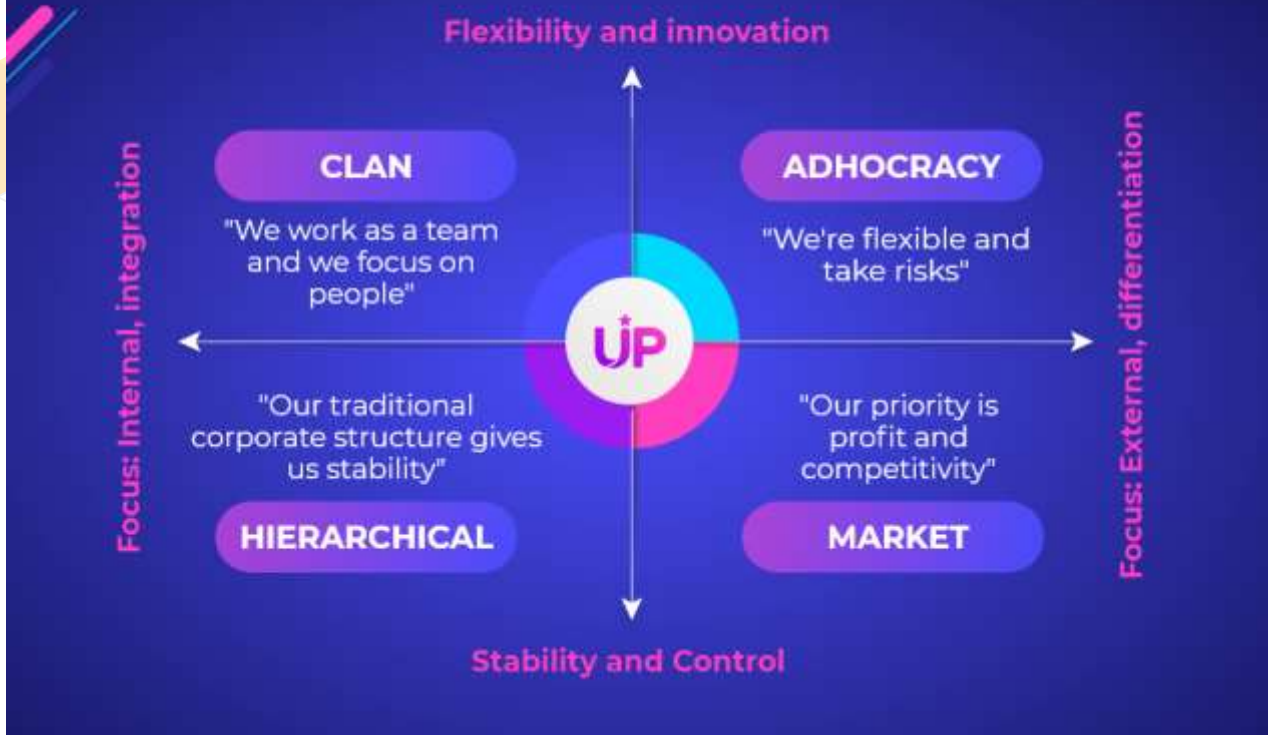 Flexibility and innovation
CLAN
"We work as a team
and we focus on
people"
ADHOCRACY
"We're flexible and
take risks"
Focus: Internal, integration
UP
Focus: External, differentiation
"Our traditional
corporate structure gives
us stability"
HIERARCHICAL
"Our priority is
profit and
competitivity"
MARKET
Stability and Control